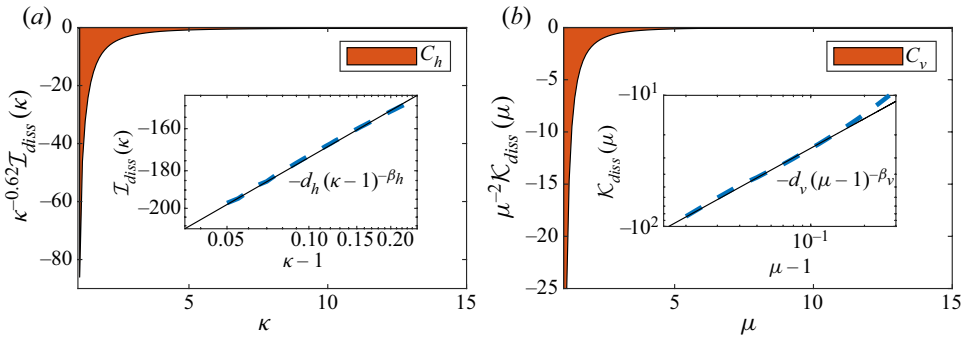 (a)
0
–20
–40
–60
–80
κ^{–0.62} I_{diss} (κ)
5
10
15
κ
C_h
–160
–180
–200
I_{diss} (κ)
0.05
0.10
0.15
0.20
κ – 1
–d_h (κ – 1)^{–β_h}
(b)
0
–5
–10
–15
–20
–25
μ^{–2} K_{diss} (μ)
5
10
15
μ
C_v
–10^1
–10^2
K_{diss} (μ)
10^{–1}
μ – 1
–d_v (μ – 1)^{–β_v}